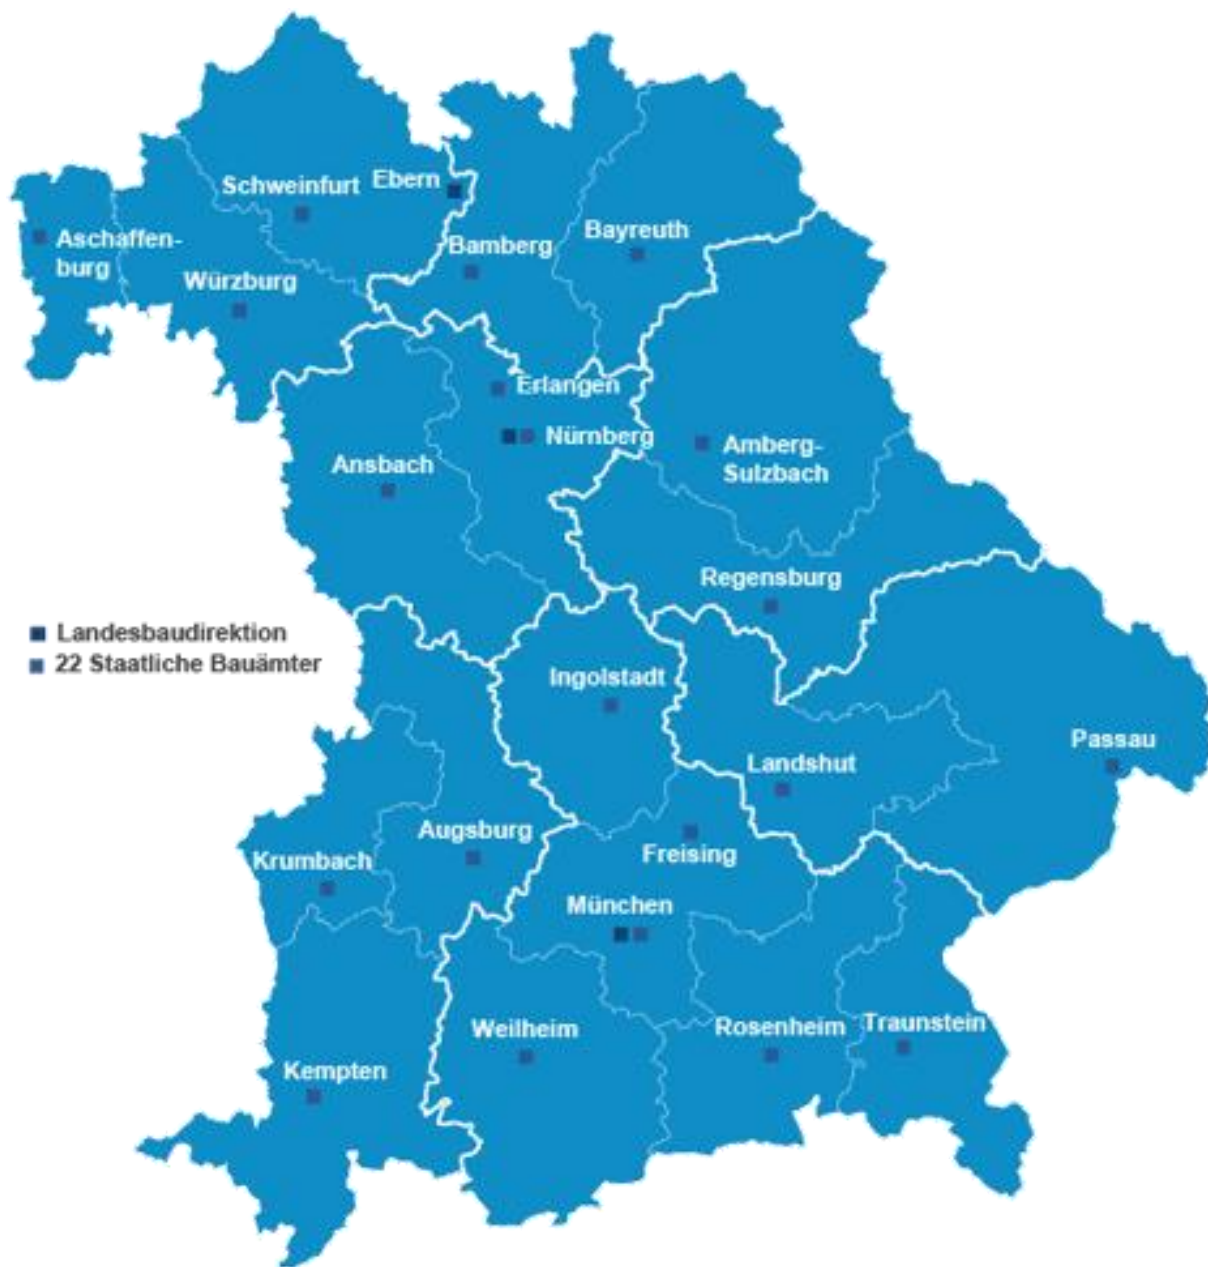 Ebern
Schweinfurt
Bayreuth
Aschaffen-
burg
Bamberg
Würzburg
Erlangen
Nürnberg
Amberg-
Sulzbach
Ansbach
Regensburg
Landesbaudirektion
22 Staatliche Bauämter
Ingolstadt
Passau
Landshut
Augsburg
Freising
Krumbach
München
Weilheim
Rosenheim
Traunstein
Kempten